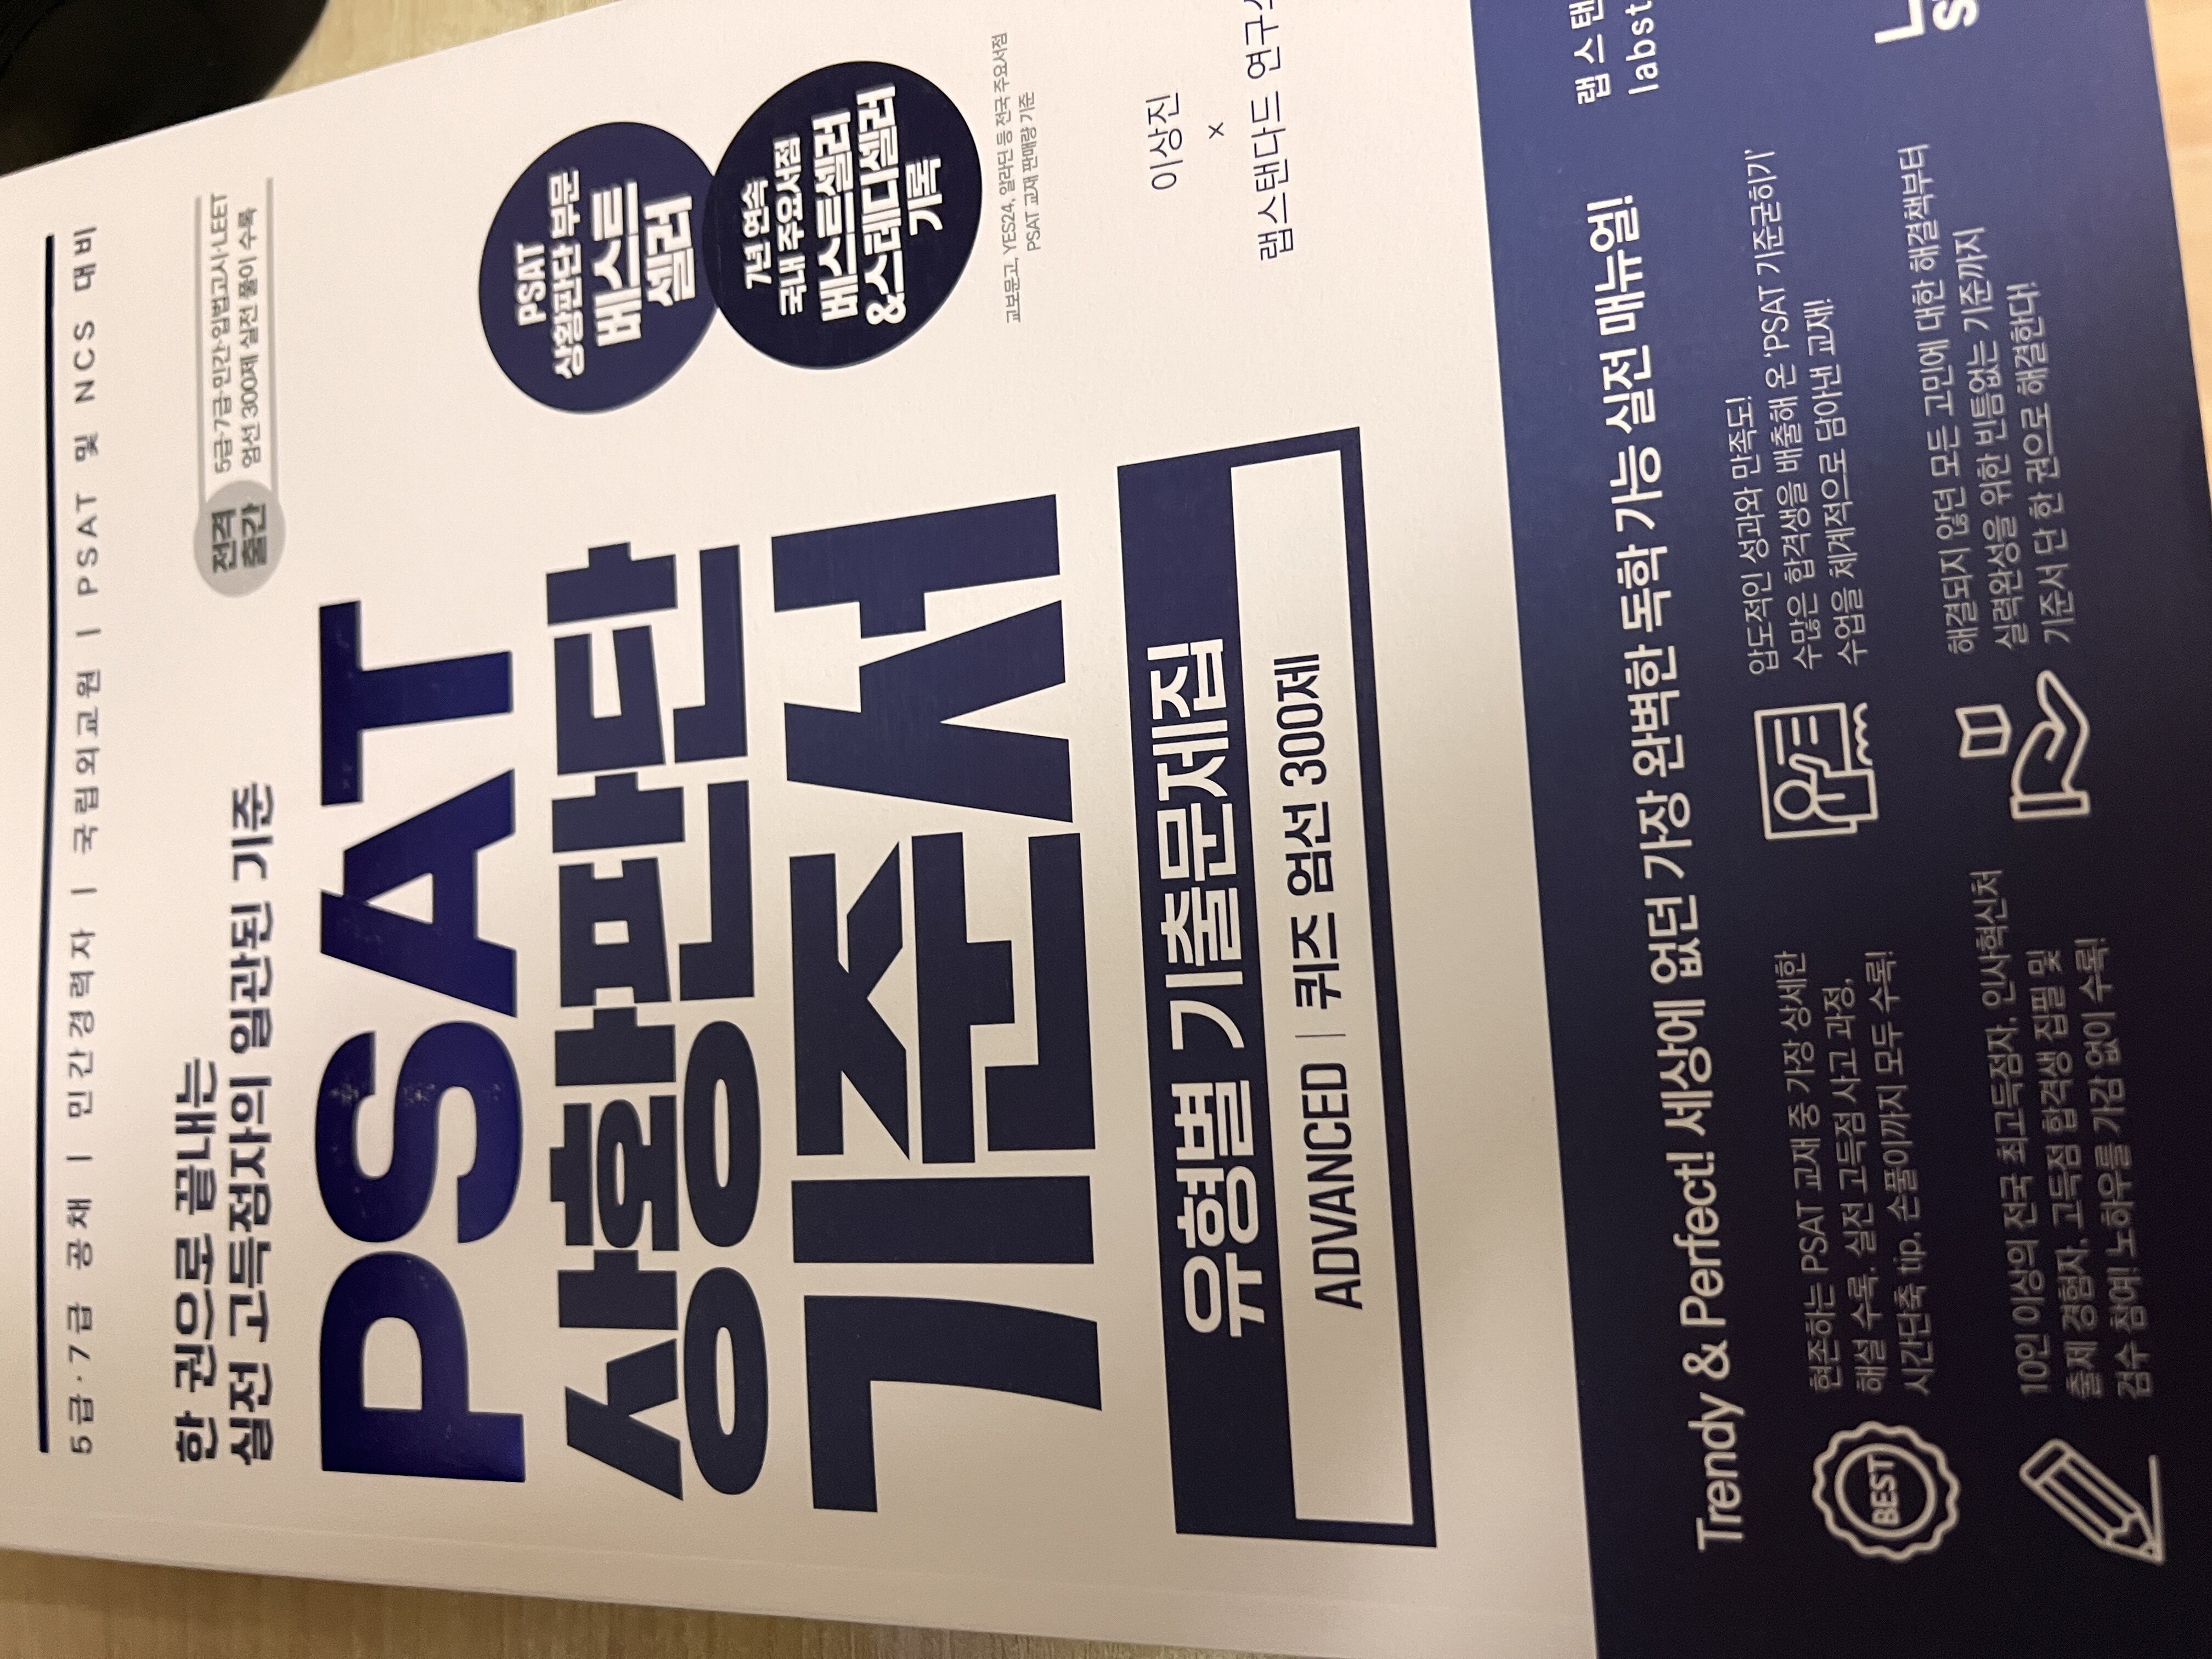 5급·7급 공채 | 민간경력자 | 국립외교원 | PSAT 및 NCS 대비
한 권으로 끝내는
실전 고득점자의 일관된 기준
전격
출간
5급·7급·민간·입법고시·LEET
엄선 300제 실전 풀이 수록
PSAT
상황판단
기준서
PSAT
상황판단 부문
베스트
셀러
7년 연속
국내 주요서점
베스트셀러
&스테디셀러
기록
교보문고, YES24, 알라딘 등 전국 주요서점
PSAT 교재 판매량 기준
유형별 기출문제집
ADVANCED | 퀴즈 엄선 300제
이상진
×
랩스탠다드 연구소
랩스탠
labst
Trendy & Perfect! 세상에 없던 가장 완벽한 독학 가능 실전 매뉴얼!
BEST
현존하는 PSAT 교재 중 가장 상세한
해설 수록. 실전 고득점 사고 과정,
시간단축 tip, 손풀이까지 모두 수록!
압도적인 성과와 만족도!
수많은 합격생을 배출해 온 'PSAT 기준굳히기'
수업을 체계적으로 담아낸 교재!
10인 이상의 전국 최고득점자, 인사혁신처
출제 경험자, 고득점 합격생 집필 및
검수 참여! 노하우를 가감 없이 수록!
해결되지 않던 모든 고민에 대한 해결책부터
실력완성을 위한 빈틈없는 기준까지
기준서 단 한 권으로 해결한다!